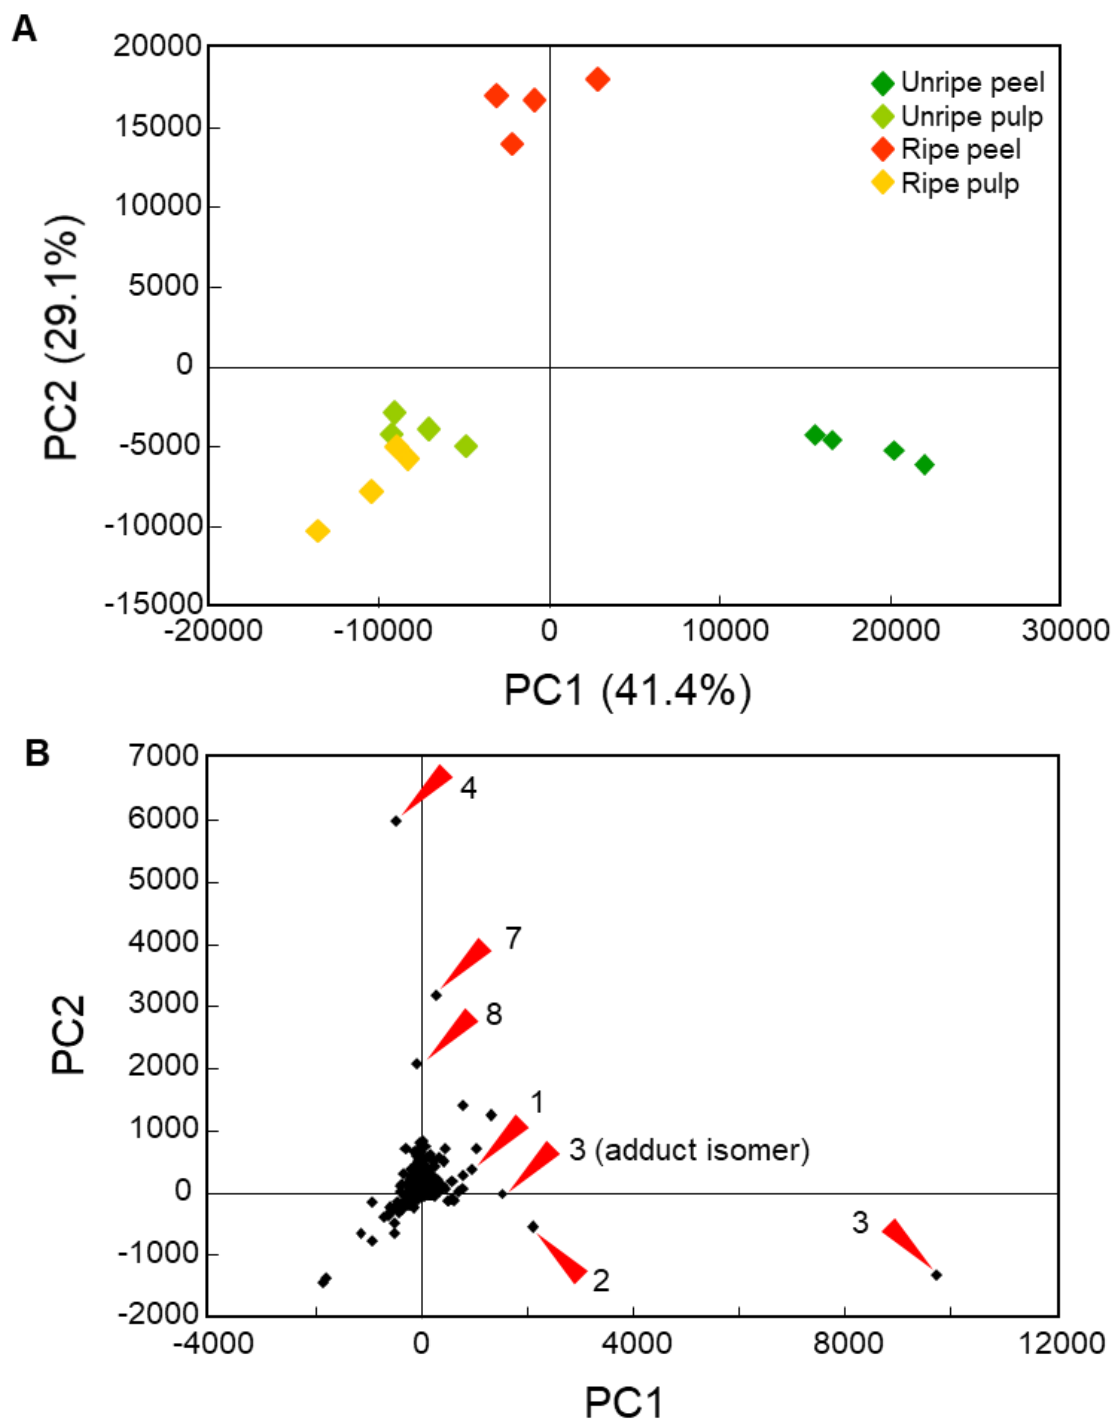 A
20000
15000
10000
5000
0
-5000
-10000
-15000
PC2 (29.1%)
Unripe peel
Unripe pulp
Ripe peel
Ripe pulp
-20000 -10000 0 10000 20000 30000
PC1 (41.4%)
B
7000
6000
5000
4000
3000
2000
1000
0
-1000
-2000
PC2
4
7
8
1
3 (adduct isomer)
3
2
-4000 0 4000 8000 12000
PC1